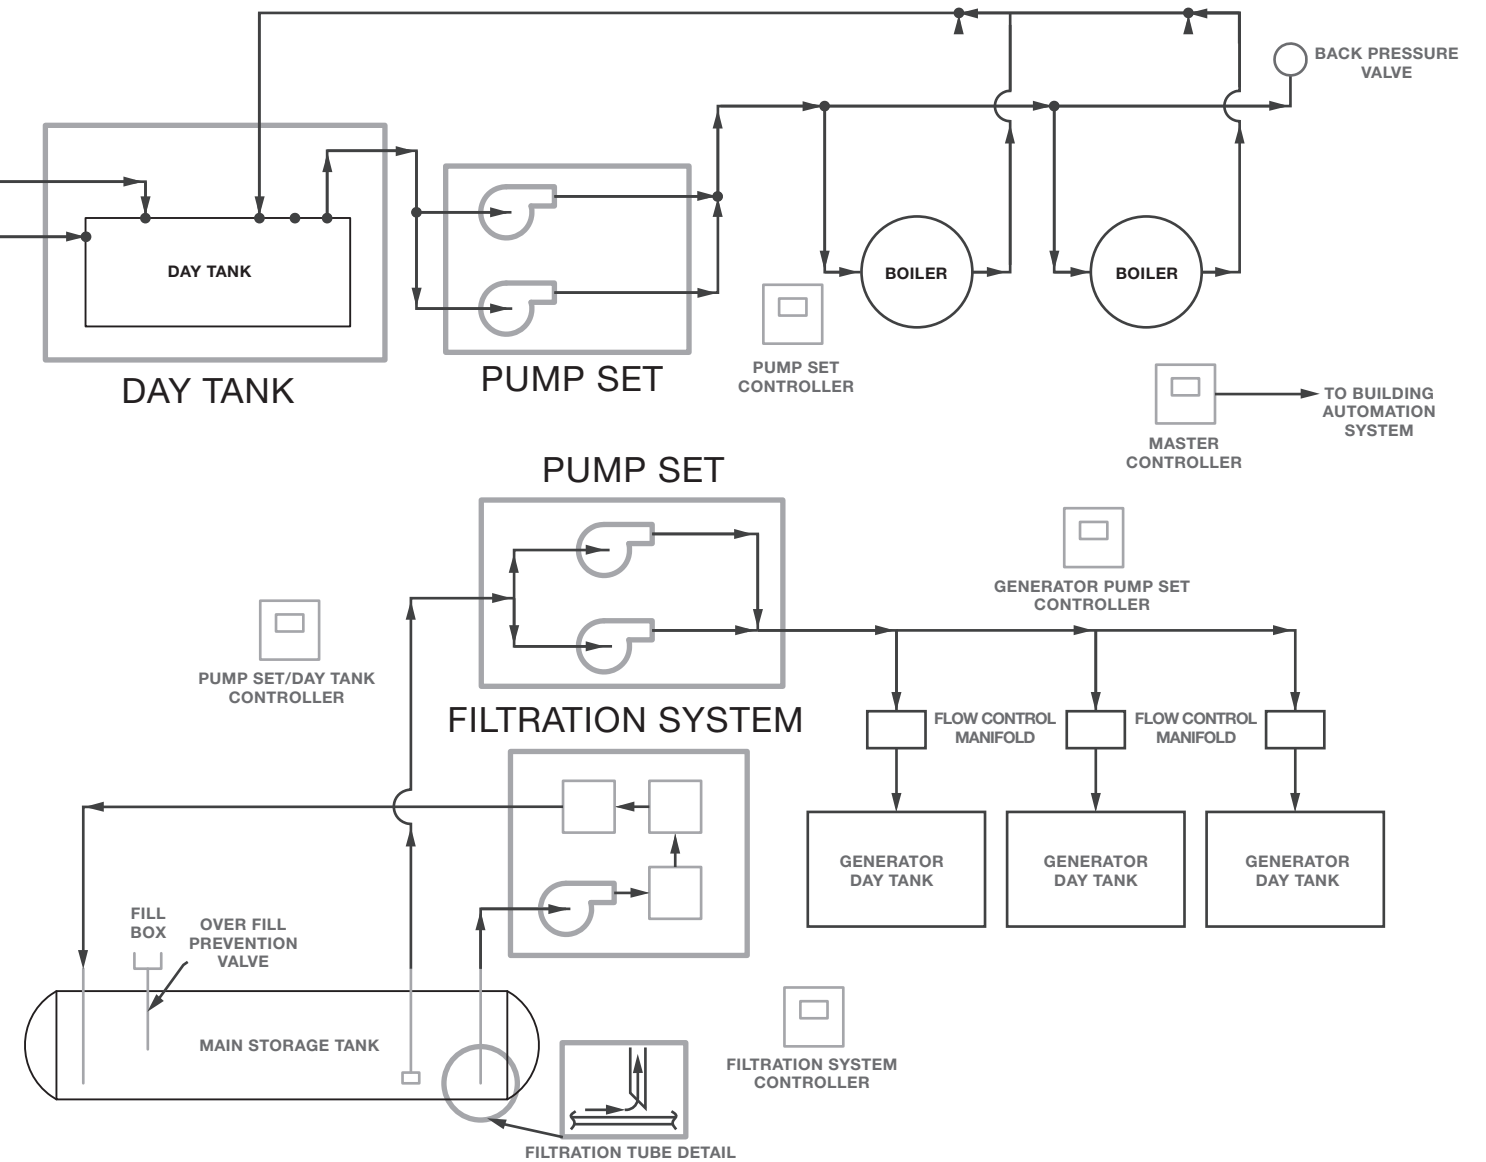 BACK PRESSURE
VALVE
DAY TANK
BOILER
BOILER
DAY TANK
PUMP SET
PUMP SET
CONTROLLER
TO BUILDING
AUTOMATION
SYSTEM
MASTER
CONTROLLER
PUMP SET
GENERATOR PUMP SET
CONTROLLER
PUMP SET/DAY TANK
CONTROLLER
FILTRATION SYSTEM
FLOW CONTROL
MANIFOLD
FLOW CONTROL
MANIFOLD
GENERATOR
DAY TANK
GENERATOR
DAY TANK
GENERATOR
DAY TANK
FILL
BOX
OVER FILL
PREVENTION
VALVE
MAIN STORAGE TANK
FILTRATION SYSTEM
CONTROLLER
FILTRATION TUBE DETAIL